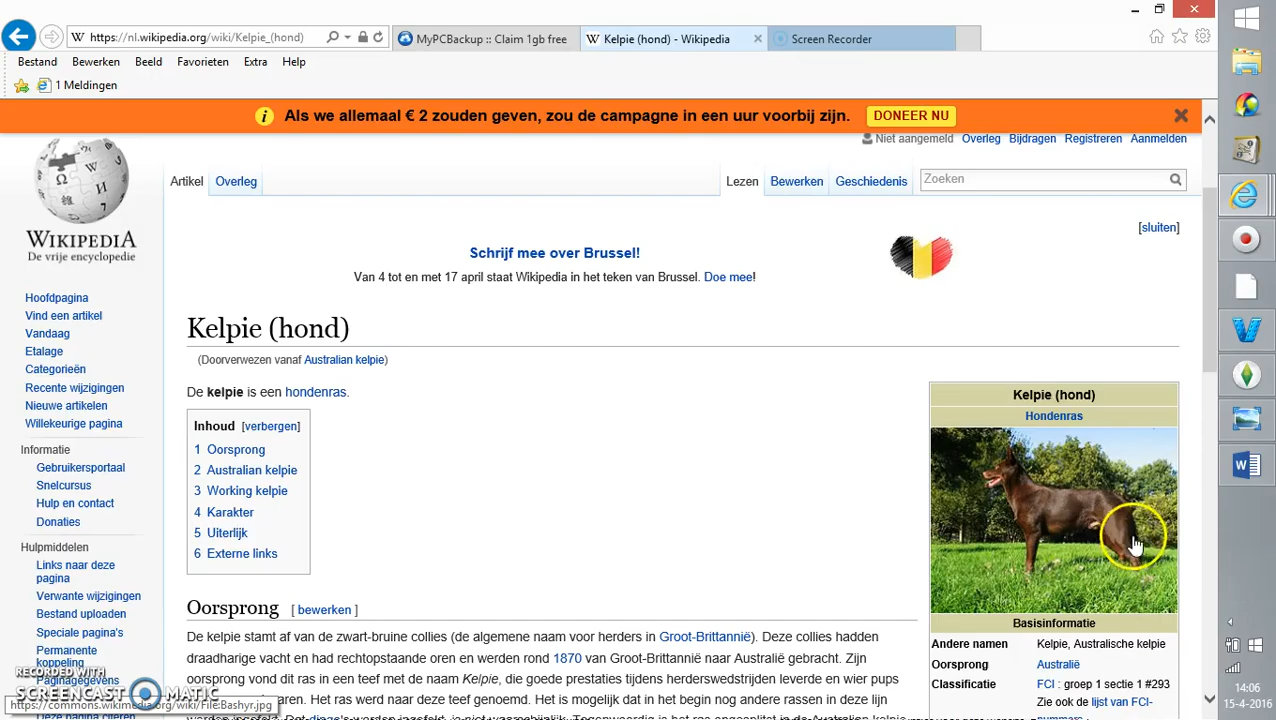 https://nl.wikipedia.org/wiki/Kelpie_(hond)
MyPCBackup :: Claim 1gb free
Kelpie (hond) - Wikipedia
Screen Recorder
Bestand Bewerken Beeld Favorieten Extra Help
1 Meldingen
Als we allemaal € 2 zouden geven, zou de campagne in een uur voorbij zijn. DONEER NU
Niet aangemeld Overleg Bijdragen Registreren Aanmelden
Artikel Overleg Lezen Bewerken Geschiedenis Zoeken
WIKIPEDIA
De vrije encyclopedie
[sluiten]
Schrijf mee over Brussel!
Van 4 tot en met 17 april staat Wikipedia in het teken van Brussel. Doe mee!
Hoofdpagina
Vind een artikel
Vandaag
Etalage
Categorieën
Recente wijzigingen
Nieuwe artikelen
Willekeurige pagina
Informatie
Gebruikersportaal
Snelcursus
Hulp en contact
Donaties
Hulpmiddelen
Links naar deze
pagina
Verwante wijzigingen
Bestand uploaden
Speciale pagina's
Permanente
koppeling
Paginagegevens
Kelpie (hond)
(Doorverwezen vanaf Australian kelpie)
De kelpie is een hondenras.
Inhoud [verbergen]
1 Oorsprong
2 Australian kelpie
3 Working kelpie
4 Karakter
5 Uiterlijk
6 Externe links
Oorsprong [ bewerken ]
De kelpie stamt af van de zwart-bruine collies (de algemene naam voor herders in Groot-Brittannië). Deze collies hadden
draadharige vacht en had rechtopstaande oren en werden rond 1870 van Groot-Brittannië naar Australië gebracht. Zijn
oorsprong vond dit ras in een teef met de naam Kelpie, die goede prestaties tijdens herderswedstrijden leverde en wier pups
waren. Het ras werd naar deze teef genoemd. Het is mogelijk dat in het begin nog andere rassen in deze lijn
Kelpie (hond)
Hondenras
Basisinformatie
Andere namen Kelpie, Australische kelpie
Oorsprong Australië
Classificatie FCI : groep 1 sectie 1 #293
Zie ook de lijst van FCI-
nummers
RECORDED WITH
SCREENCAST MATIC
https://commons.wikimedia.org/wiki/File:Bashyr.jpg
14:06
15-4-2016